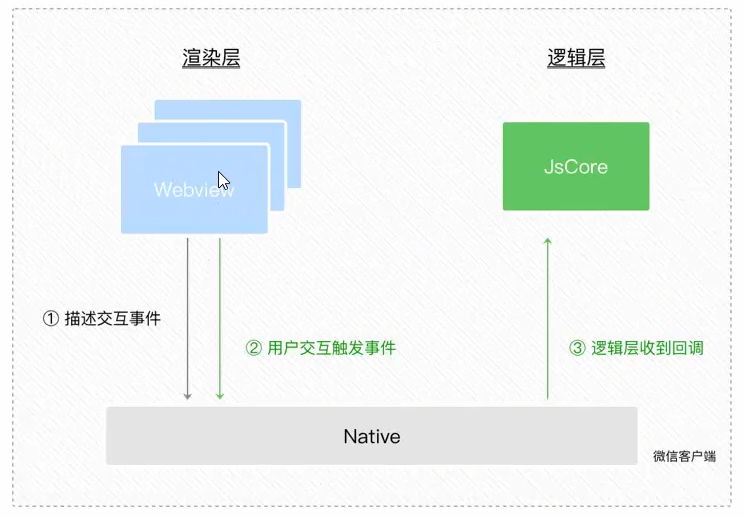 渲染层
逻辑层
Webview
JsCore
① 描述交互事件
② 用户交互触发事件
③ 逻辑层收到回调
Native
微信客户端